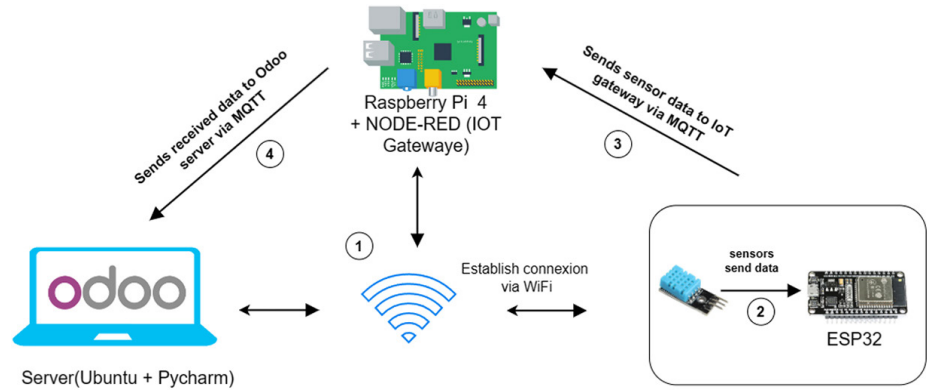 Raspberry Pi 4
+ NODE-RED (IOT
Gatewaye)
Sends received data to Odoo
server via MQTT
4
Sends sensor data to IoT
gateway via MQTT
3
1
odoo
Establish connexion
via WiFi
sensors
send data
2
ESP32
Server(Ubuntu + Pycharm)